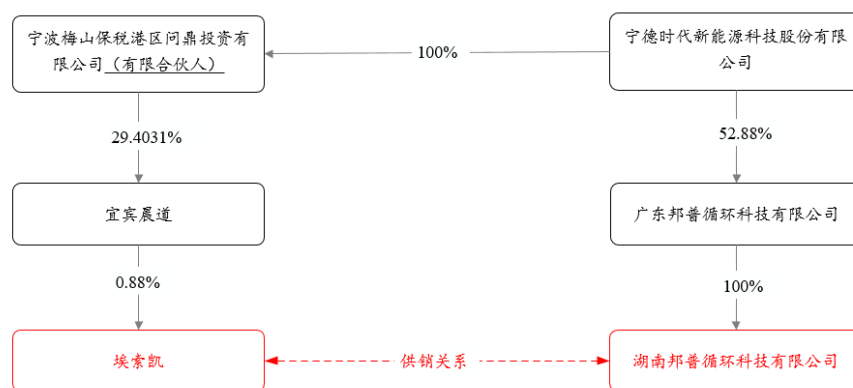 宁波梅山保税港区问鼎投资有
限公司（有限合伙人）
100%
宁德时代新能源科技股份有限
公司
29.4031%
52.88%
宜宾晨道
广东邦普循环科技有限公司
0.88%
100%
埃索凯
供销关系
湖南邦普循环科技有限公司